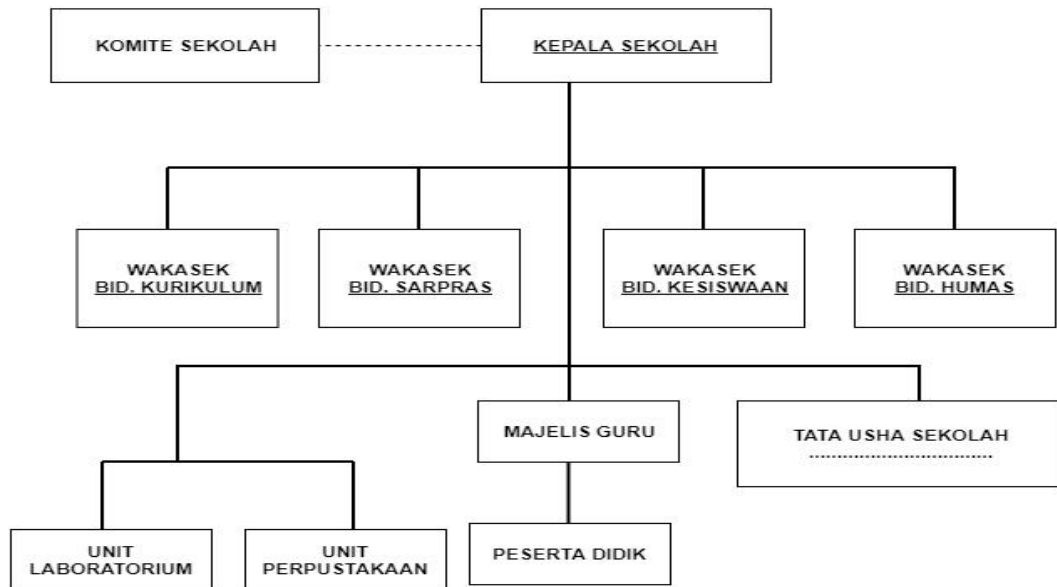 KOMITE SEKOLAH
KEPALA SEKOLAH
WAKASEK
BID. KURIKULUM
WAKASEK
BID. SARPRAS
WAKASEK
BID. KESISWAAN
WAKASEK
BID. HUMAS
MAJELIS GURU
TATA USHA SEKOLAH
.................................
UNIT
LABORATORIUM
UNIT
PERPUSTAKAAN
PESERTA DIDIK